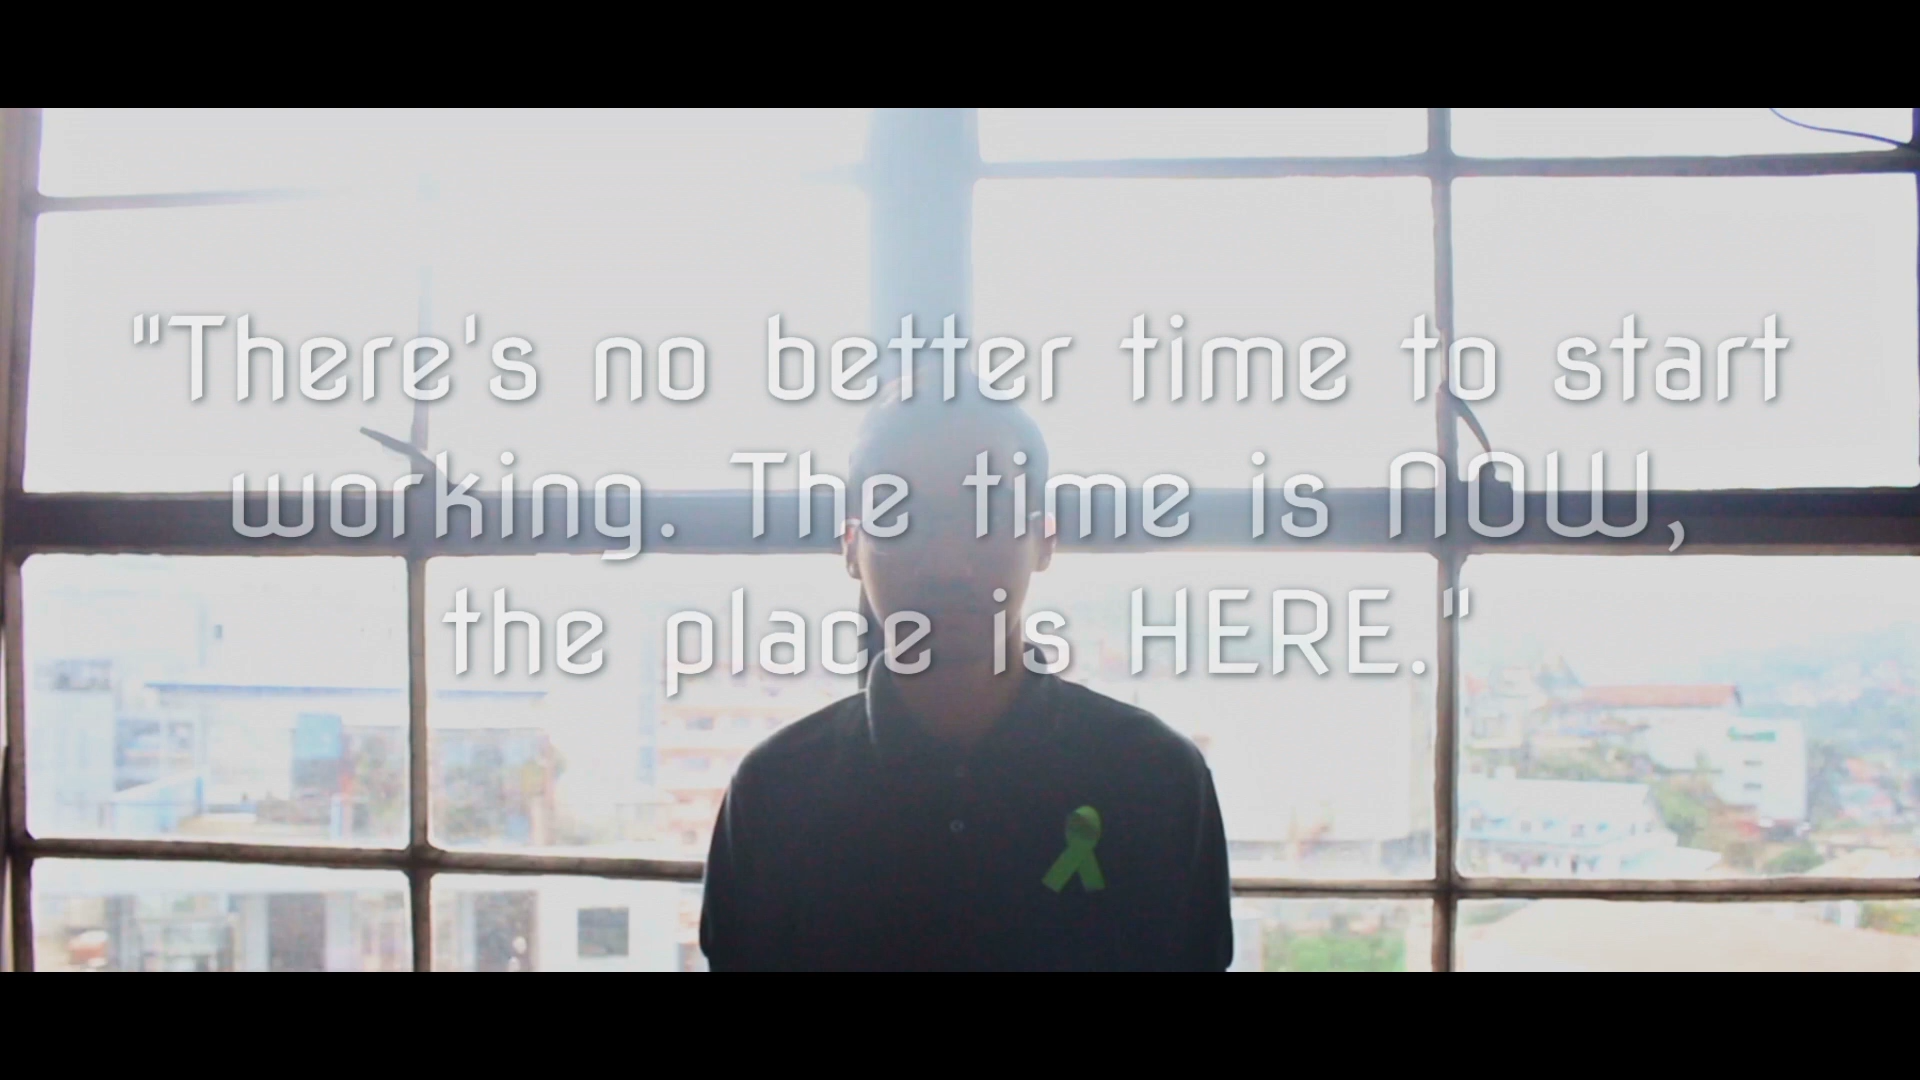 "There's no better time to start
working. The time is NOW,
the place is HERE."